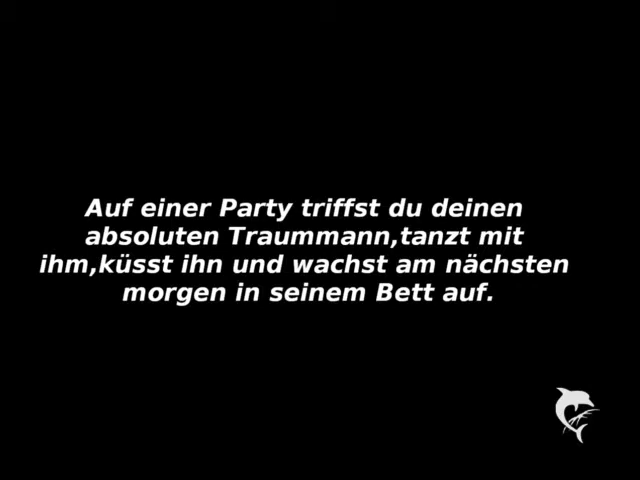 Auf einer Party triffst du deinen
absoluten Traummann,tanzt mit
ihm,küsst ihn und wachst am nächsten
morgen in seinem Bett auf.